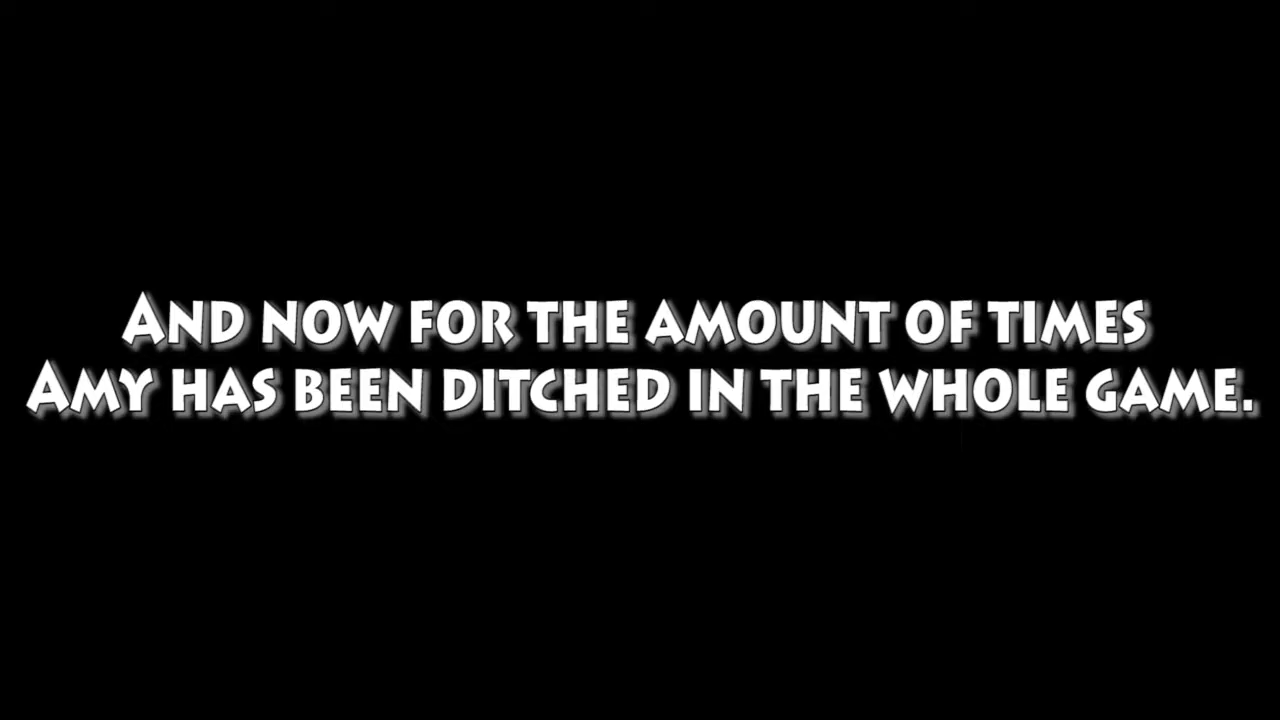 And now for the amount of times
Amy has been ditched in the whole game.